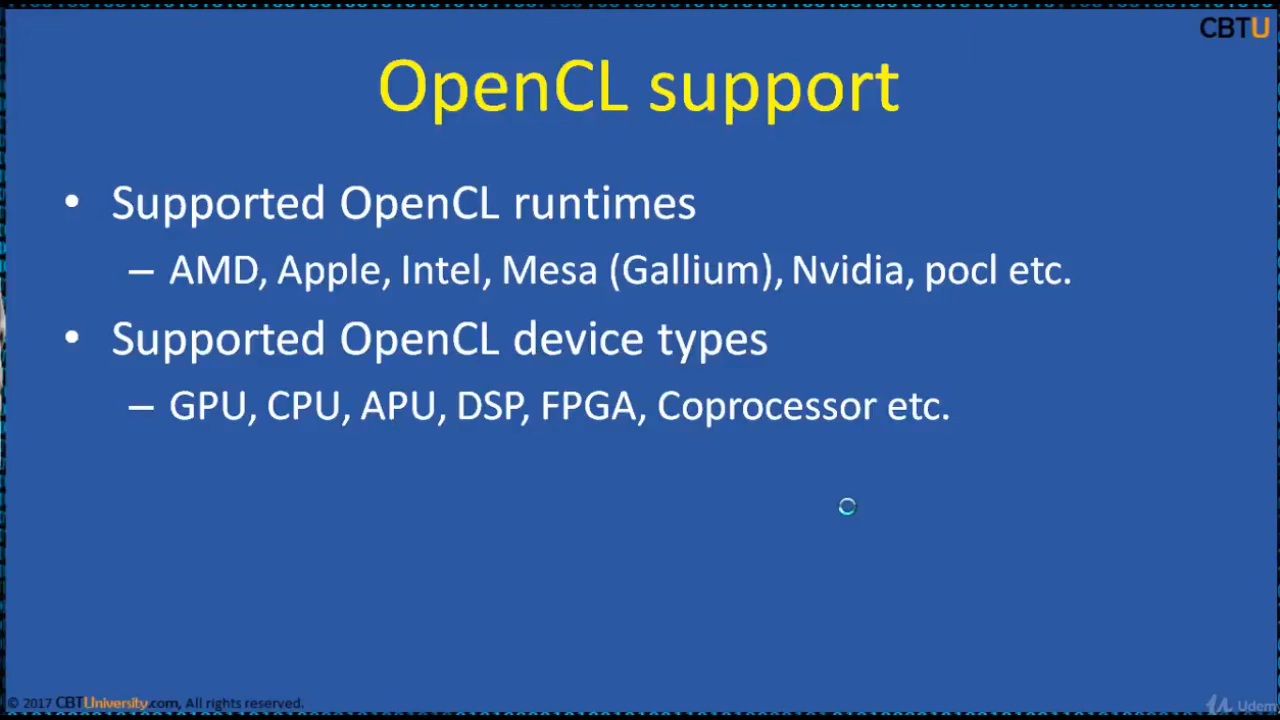 CBTU
OpenCL support
• Supported OpenCL runtimes
– AMD, Apple, Intel, Mesa (Gallium), Nvidia, pocl etc.
• Supported OpenCL device types
– GPU, CPU, APU, DSP, FPGA, Coprocessor etc.
© 2017 CBTUniversity.com, All rights reserved.
Udem